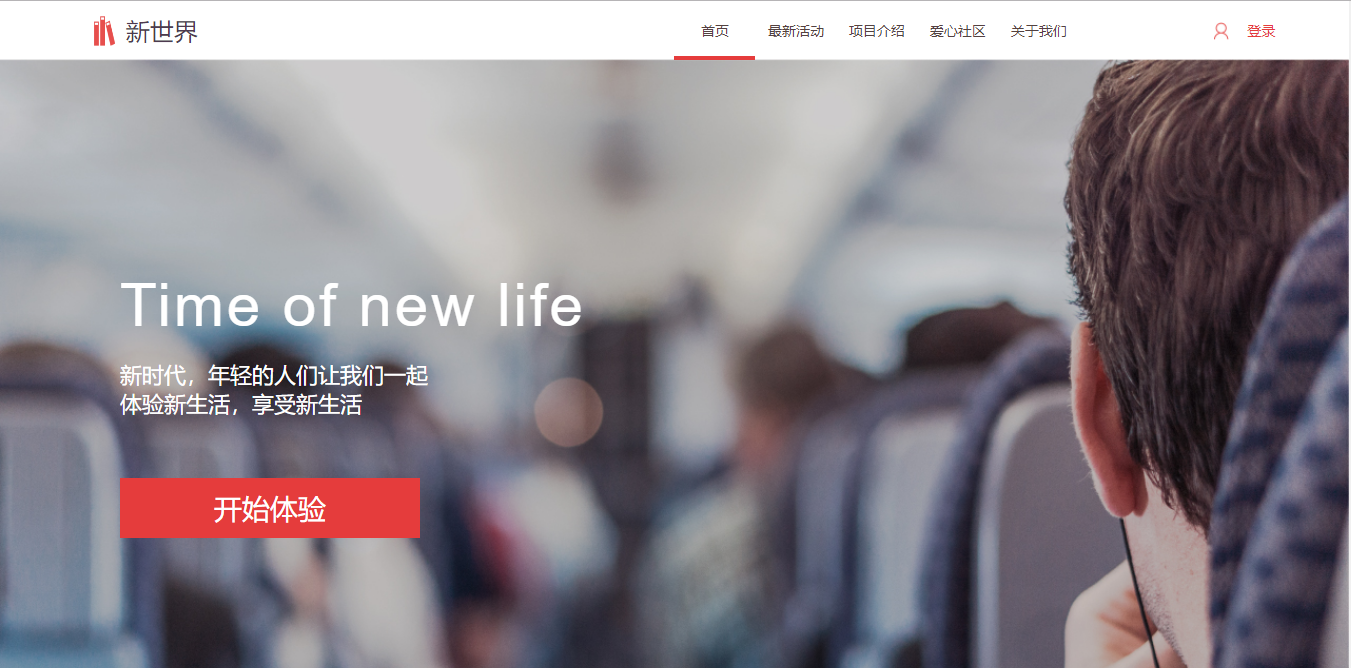 新世界
首页
最新活动
项目介绍
爱心社区
关于我们
登录
Time of new life
新时代，年轻的人们让我们一起
体验新生活，享受新生活
开始体验